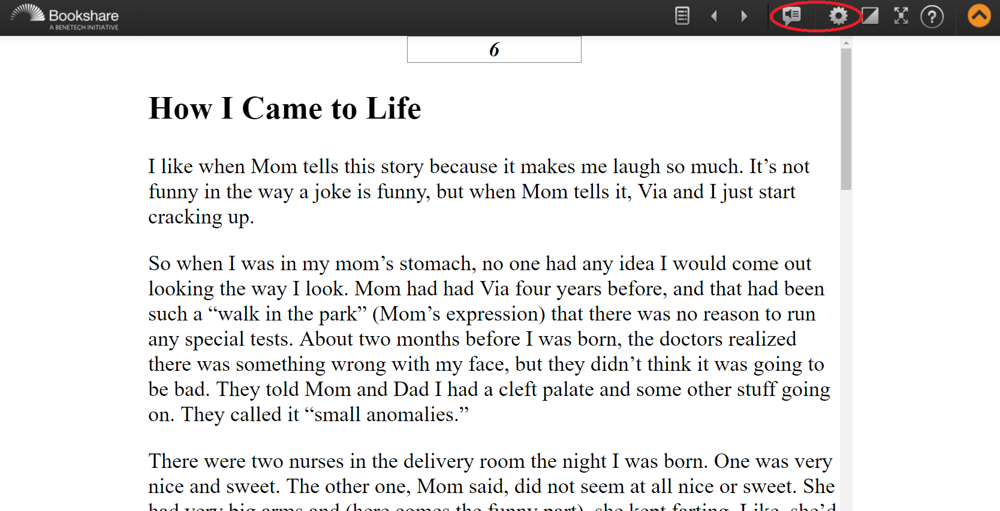 Bookshare
A BENETECH INITIATIVE
?
6
How I Came to Life
I like when Mom tells this story because it makes me laugh so much. It’s not
funny in the way a joke is funny, but when Mom tells it, Via and I just start
cracking up.
So when I was in my mom’s stomach, no one had any idea I would come out
looking the way I look. Mom had had Via four years before, and that had been
such a “walk in the park” (Mom’s expression) that there was no reason to run
any special tests. About two months before I was born, the doctors realized
there was something wrong with my face, but they didn’t think it was going to
be bad. They told Mom and Dad I had a cleft palate and some other stuff going
on. They called it “small anomalies.”
There were two nurses in the delivery room the night I was born. One was very
nice and sweet. The other one, Mom said, did not seem at all nice or sweet. She
had very big arms and (here comes the funny part), she kept farting. Like, she’d